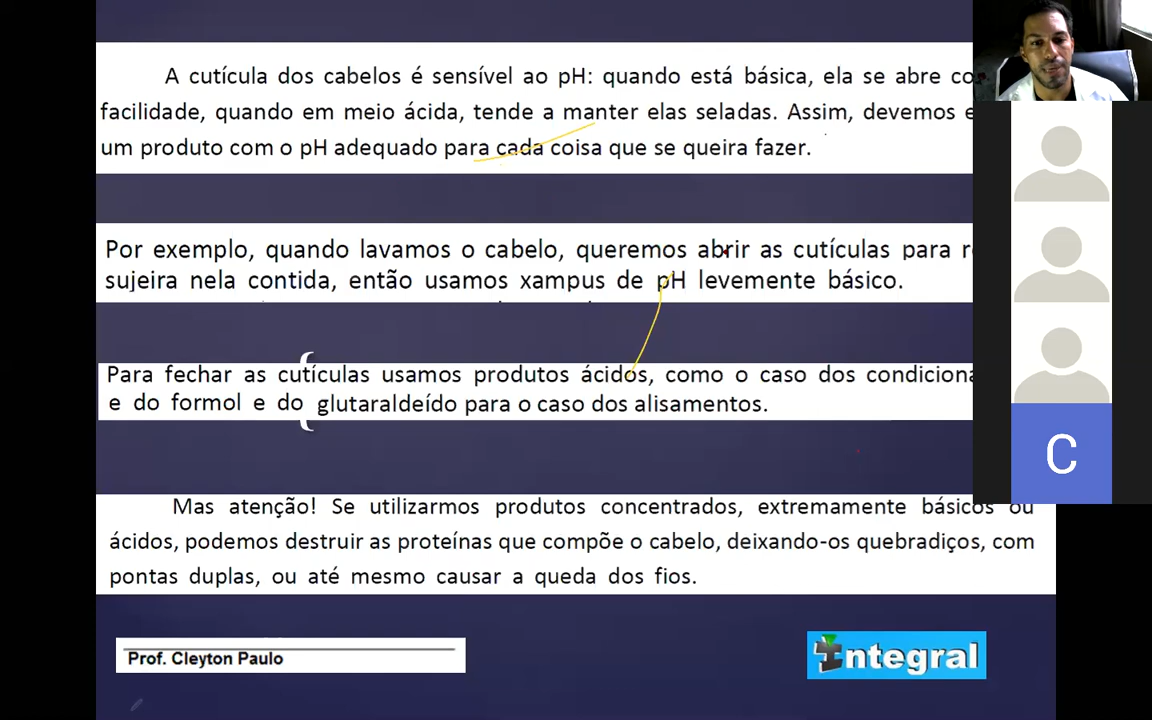 A cutícula dos cabelos é sensível ao pH: quando está básica, ela se abre
facilidade, quando em meio ácida, tende a manter elas seladas. Assim, devemos
um produto com o pH adequado para cada coisa que se queira fazer.
Por exemplo, quando lavamos o cabelo, queremos abrir as cutículas para
sujeira nela contida, então usamos xampus de pH levemente básico.
Para fechar as cutículas usamos produtos ácidos, como o caso dos
e do formol e do glutaraldeído para o caso dos alisamentos.
Mas atenção! Se utilizarmos produtos concentrados, extremamente básicos ou
ácidos, podemos destruir as proteínas que compõe o cabelo, deixando-os quebradiços, com
pontas duplas, ou até mesmo causar a queda dos fios.
Prof. Cleyton Paulo
Integral
C